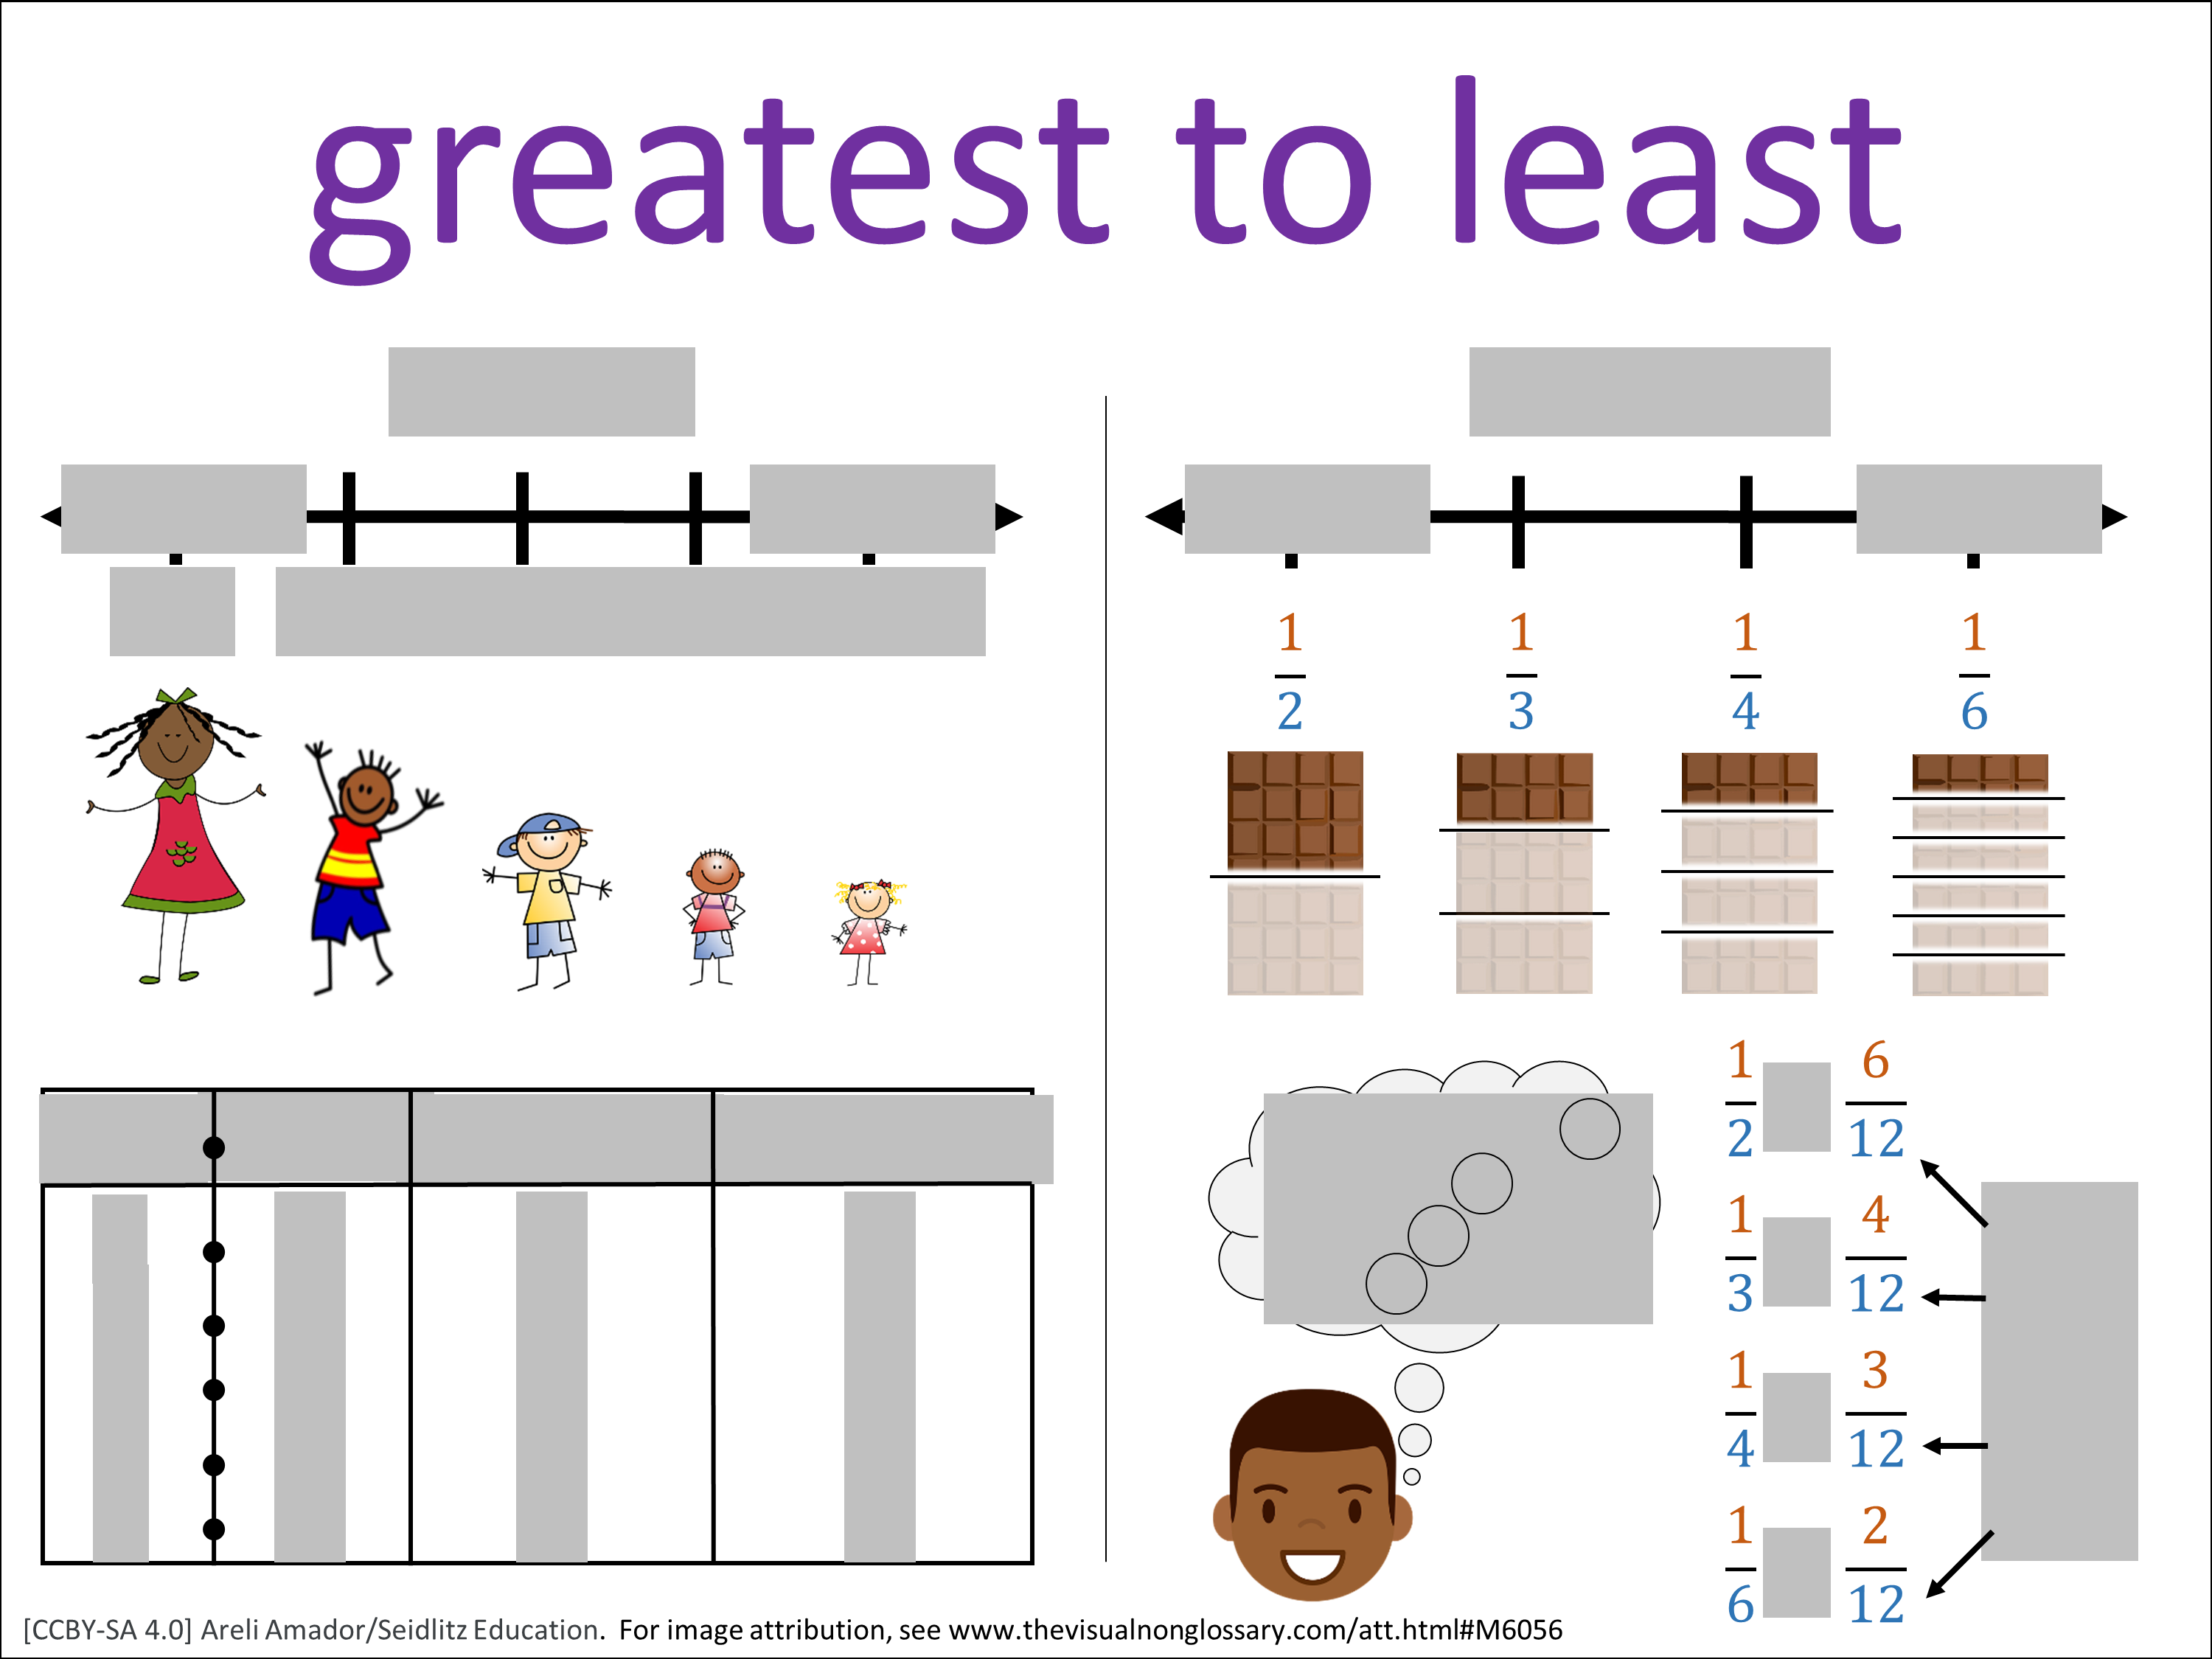 greatest to least
1 1 1 1
2 3 4 6
1 6
2 12
1 4
3 12
1 3
4 12
1 2
6 12
[CCBY-SA 4.0] Areli Amador/Seidlitz Education. For image attribution, see www.thevisualnonglossary.com/att.html#M6056